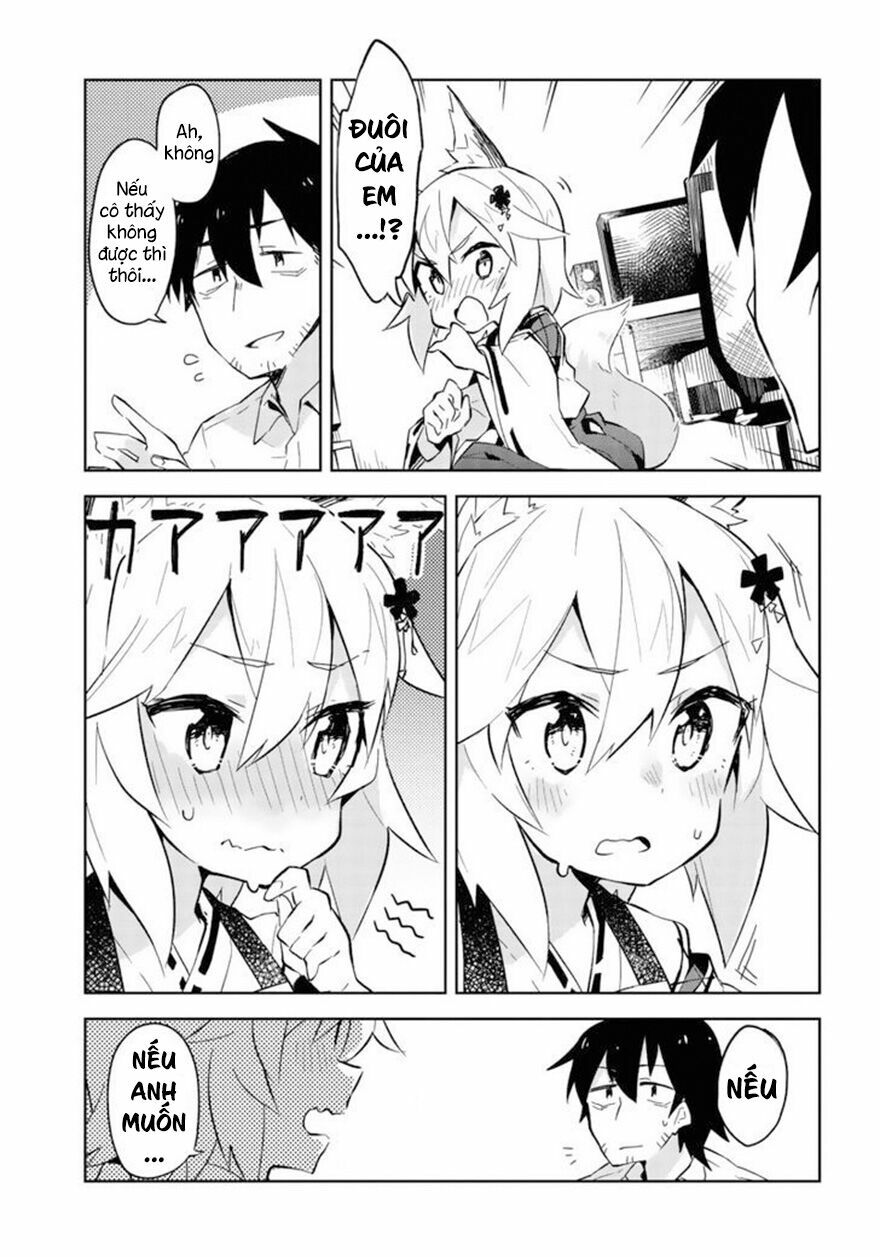 ĐUÔI
CỦA
EM
...!?
Ah,
không
Nếu
cô thấy
không
được thì
thôi...
カアアアアア
NẾU
NẾU
ANH
MUỐN
...